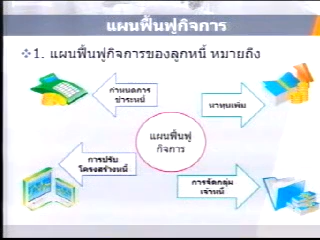 แผนฟื้นฟูกิจการ
1. แผนฟื้นฟูกิจการของลูกหนี้ หมายถึง
กำหนดการ
ชำระหนี้
หาทุนเพิ่ม
แผนฟื้นฟู
กิจการ
การปรับ
โครงสร้างหนี้
การจัดกลุ่ม
เจ้าหนี้